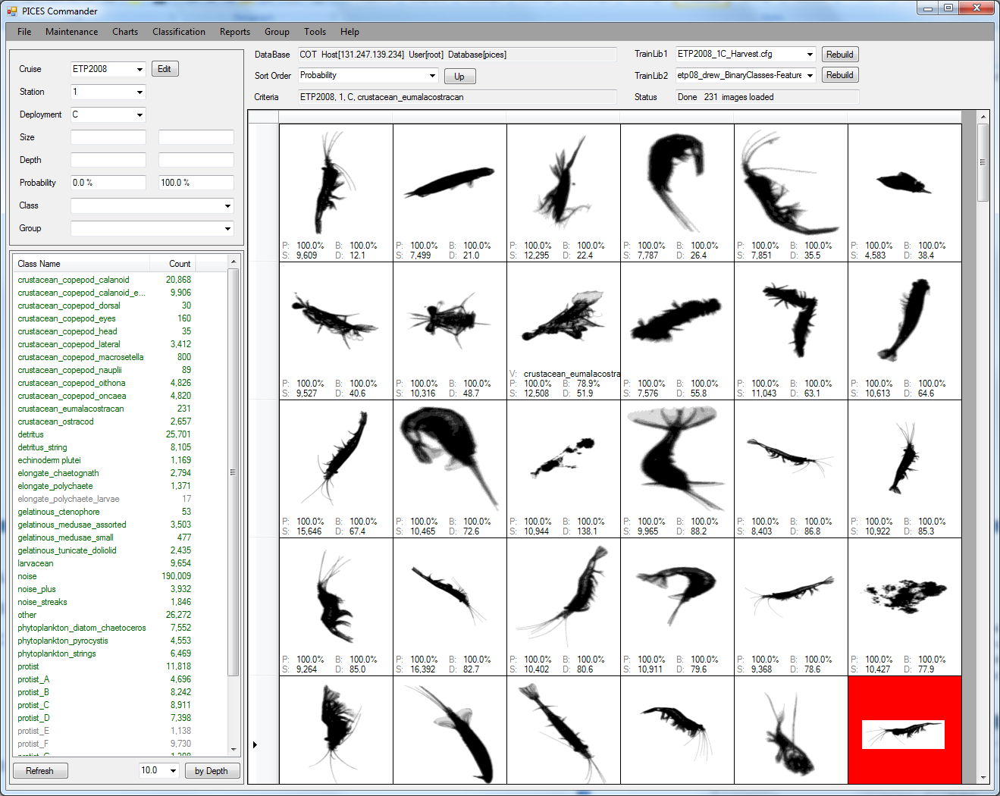 PICES Commander
File Maintenance Charts Classification Reports Group Tools Help
Cruise ETP2008 Edit
Station 1
Deployment C
Size
Depth
Probability 0.0 % 100.0 %
Class
Group
DataBase COT Host[131.247.139.234] User[root] Database[pices]
Sort Order Probability Up
Criteria ETP2008, 1, C, crustacean_eumalacostracan
TrainLib1 ETP2008_1C_Harvest.cfg Rebuild
TrainLib2 etp08_drew_BinaryClasses-Feature Rebuild
Status Done 231 images loaded
Class Name Count
crustacean_copepod_calanoid 20,868
crustacean_copepod_calanoid_e... 9,906
crustacean_copepod_dorsal 30
crustacean_copepod_eyes 160
crustacean_copepod_head 35
crustacean_copepod_lateral 3,412
crustacean_copepod_macrosetella 800
crustacean_copepod_nauplii 89
crustacean_copepod_oithona 4,826
crustacean_copepod_oncaea 4,820
crustacean_eumalacostracan 231
crustacean_ostracod 2,657
detritus 25,701
detritus_string 8,105
echinoderm plutei 1,169
elongate_chaetognath 2,794
elongate_polychaete 1,371
elongate_polychaete_larvae 17
gelatinous_ctenophore 53
gelatinous_medusae_assorted 3,503
gelatinous_medusae_small 477
gelatinous_tunicate_doliolid 2,435
larvacean 9,654
noise 190,009
noise_plus 3,932
noise_streaks 1,846
other 26,272
phytoplankton_diatom_chaetoceros 7,552
phytoplankton_pyrocystis 4,553
phytoplankton_strings 6,469
protist 11,818
protist_A 4,696
protist_B 8,242
protist_C 8,911
protist_D 7,398
protist_E 1,138
protist_F 9,730
Refresh 10.0 by Depth
P: 100.0% B: 100.0% P: 100.0% B: 100.0% P: 100.0% B: 100.0% P: 100.0% B: 100.0% P: 100.0% B: 100.0% P: 100.0% B: 100.0%
S: 9,609 D: 12.1 S: 7,499 D: 21.0 S: 12,295 D: 22.4 S: 7,787 D: 26.4 S: 7,851 D: 35.5 S: 4,583 D: 38.4
V: crustacean_eumalacostra
P: 100.0% B: 100.0% P: 100.0% B: 100.0% P: 100.0% B: 78.9% P: 100.0% B: 100.0% P: 100.0% B: 100.0% P: 100.0% B: 100.0%
S: 9,527 D: 40.6 S: 10,316 D: 48.7 S: 12,508 D: 51.9 S: 7,576 D: 55.8 S: 11,043 D: 63.1 S: 10,613 D: 64.6
P: 100.0% B: 100.0% P: 100.0% B: 100.0% P: 100.0% B: 100.0% P: 100.0% B: 100.0% P: 100.0% B: 100.0% P: 100.0% B: 100.0%
S: 15,646 D: 67.4 S: 10,465 D: 72.6 S: 10,944 D: 138.1 S: 9,965 D: 88.2 S: 8,403 D: 86.8 S: 10,922 D: 85.3
P: 100.0% B: 100.0% P: 100.0% B: 100.0% P: 100.0% B: 100.0% P: 100.0% B: 100.0% P: 100.0% B: 100.0% P: 100.0% B: 100.0%
S: 9,264 D: 85.0 S: 16,392 D: 82.7 S: 10,402 D: 80.6 S: 10,911 D: 79.6 S: 9,368 D: 78.6 S: 10,427 D: 77.9